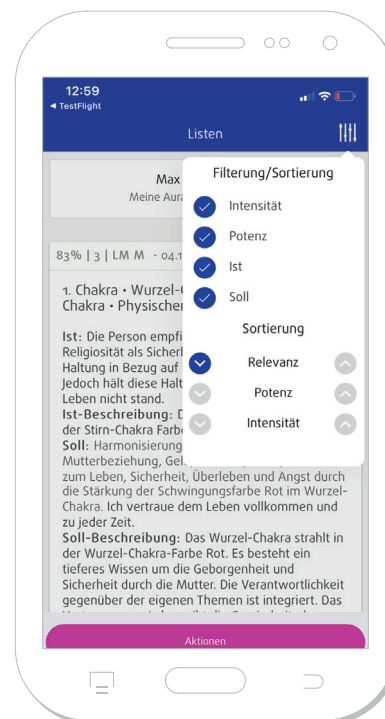 12:59
◀ TestFlight
Listen
Max
Meine Aura
Filterung/Sortierung
Intensität
Potenz
Ist
Soll
Sortierung
Relevanz
Potenz
Intensität
83% | 3 | LM M - 04.1
1. Chakra • Wurzel-
Chakra • Physische
Ist: Die Person empfi
Religiosität als Sicher
Haltung in Bezug auf
Jedoch hält diese Halt
Leben nicht stand.
Ist-Beschreibung:
der Stirn-Chakra Farb
Soll: Harmonisierung
Mutterbeziehung,
zum Leben, Sicherheit, Überleben und Angst durch
die Stärkung der Schwingungsfarbe Rot im Wurzel-
Chakra. Ich vertraue dem Leben vollkommen und
zu jeder Zeit.
Soll-Beschreibung: Das Wurzel-Chakra strahlt in
der Wurzel-Chakra-Farbe Rot. Es besteht ein
tieferes Wissen um die Geborgenheit und
Sicherheit durch die Mutter. Die Verantwortlichkeit
gegenüber der eigenen Themen ist integriert. Das
Aktionen